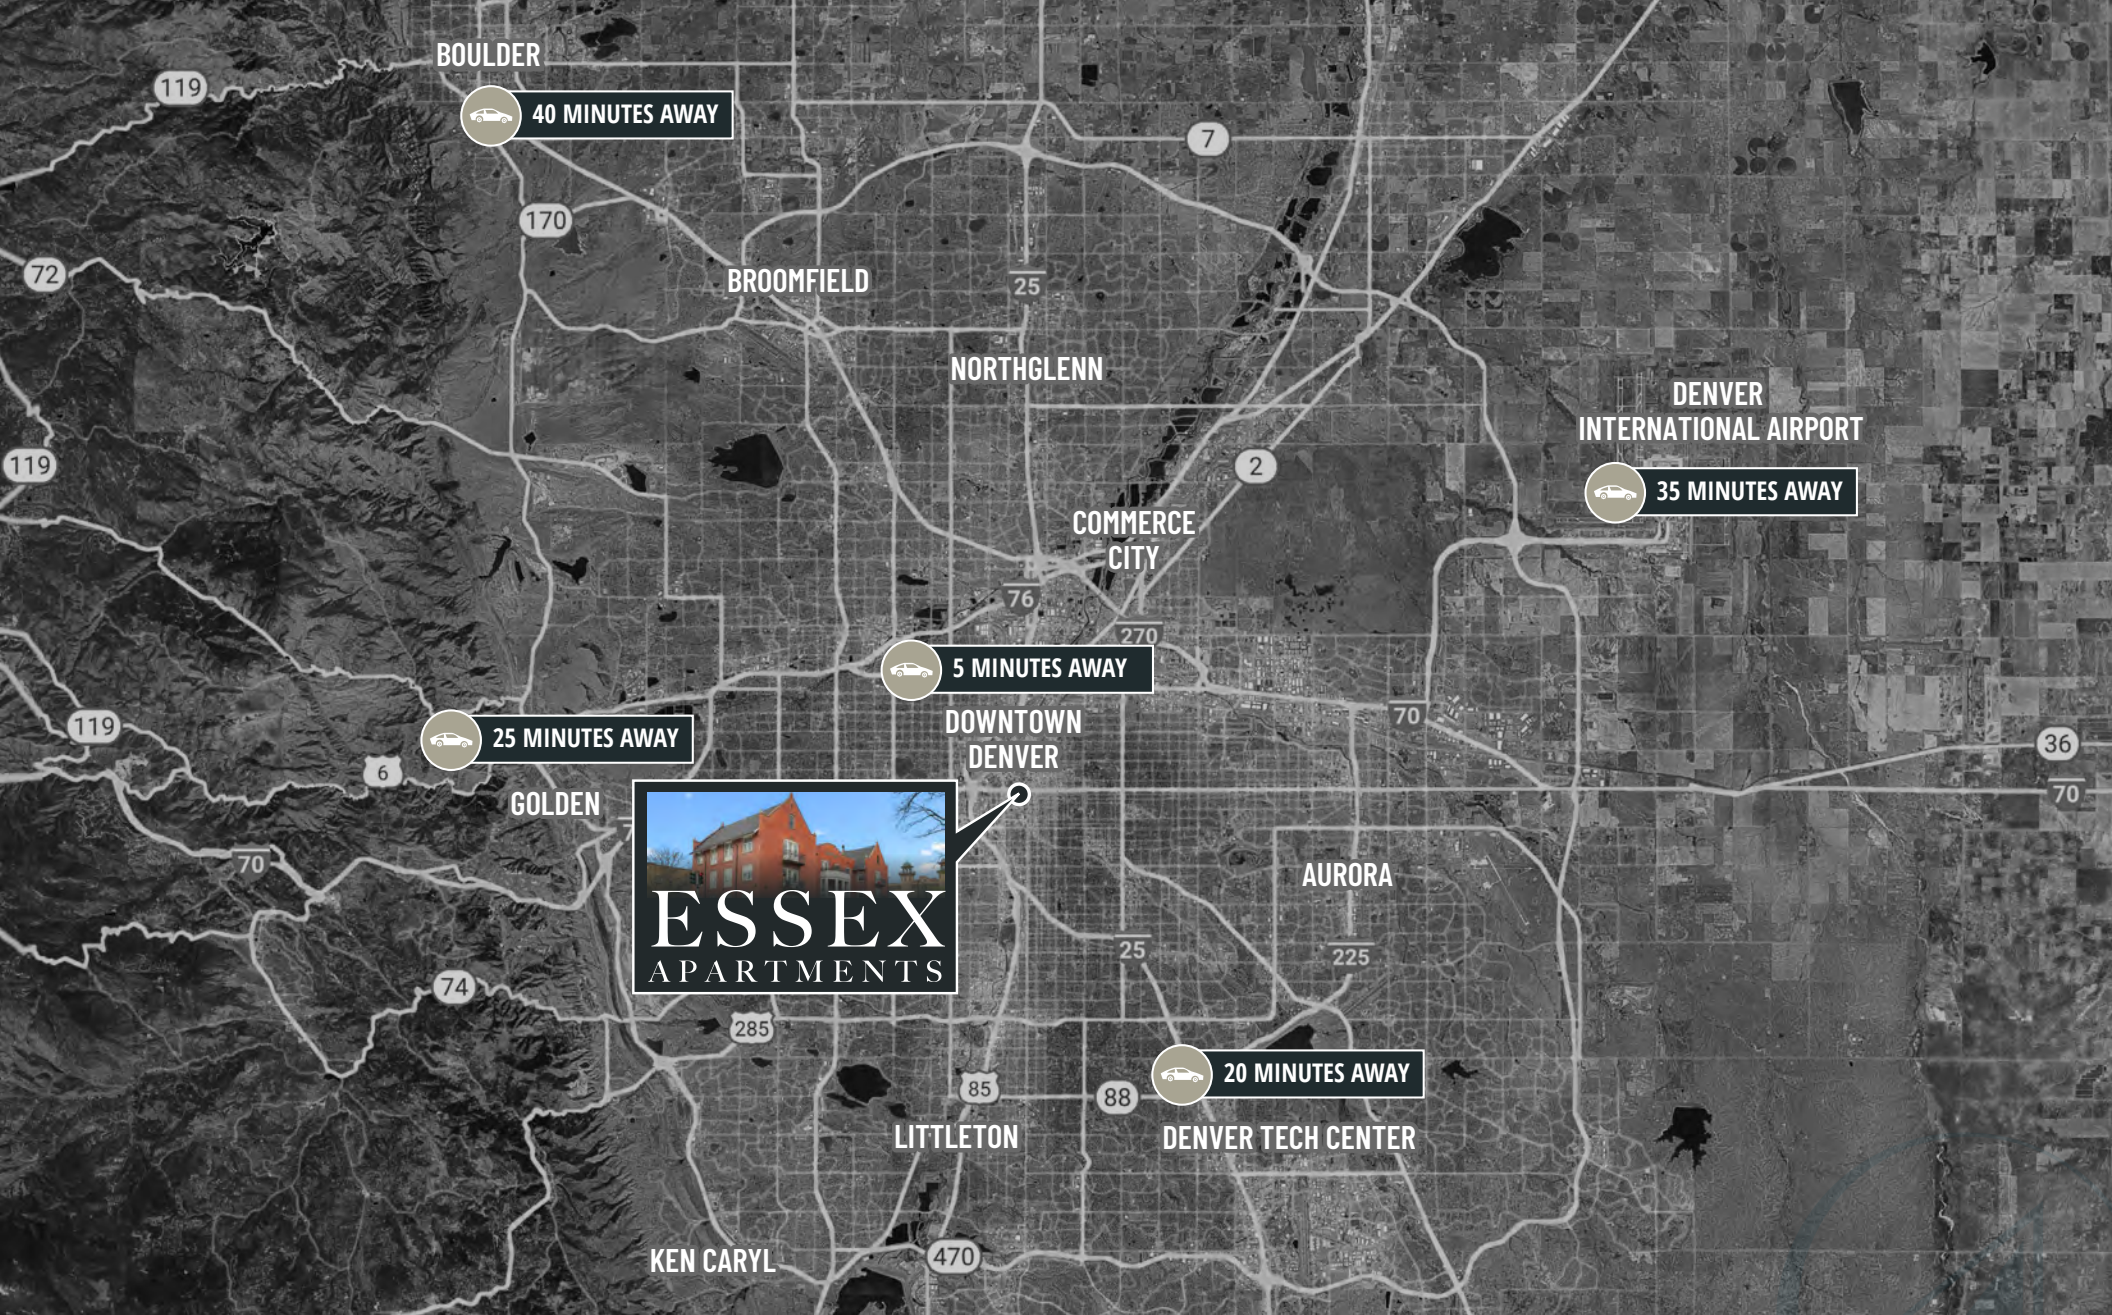 BOULDER
119
40 MINUTES AWAY
7
170
72
BROOMFIELD
25
NORTHGLENN
DENVER
INTERNATIONAL AIRPORT
119
2
35 MINUTES AWAY
COMMERCE
CITY
76
270
5 MINUTES AWAY
70
119
25 MINUTES AWAY
DOWNTOWN
DENVER
36
6
70
GOLDEN
7
70
AURORA
ESSEX
APARTMENTS
25
225
74
285
20 MINUTES AWAY
85
88
LITTLETON
DENVER TECH CENTER
KEN CARYL
470